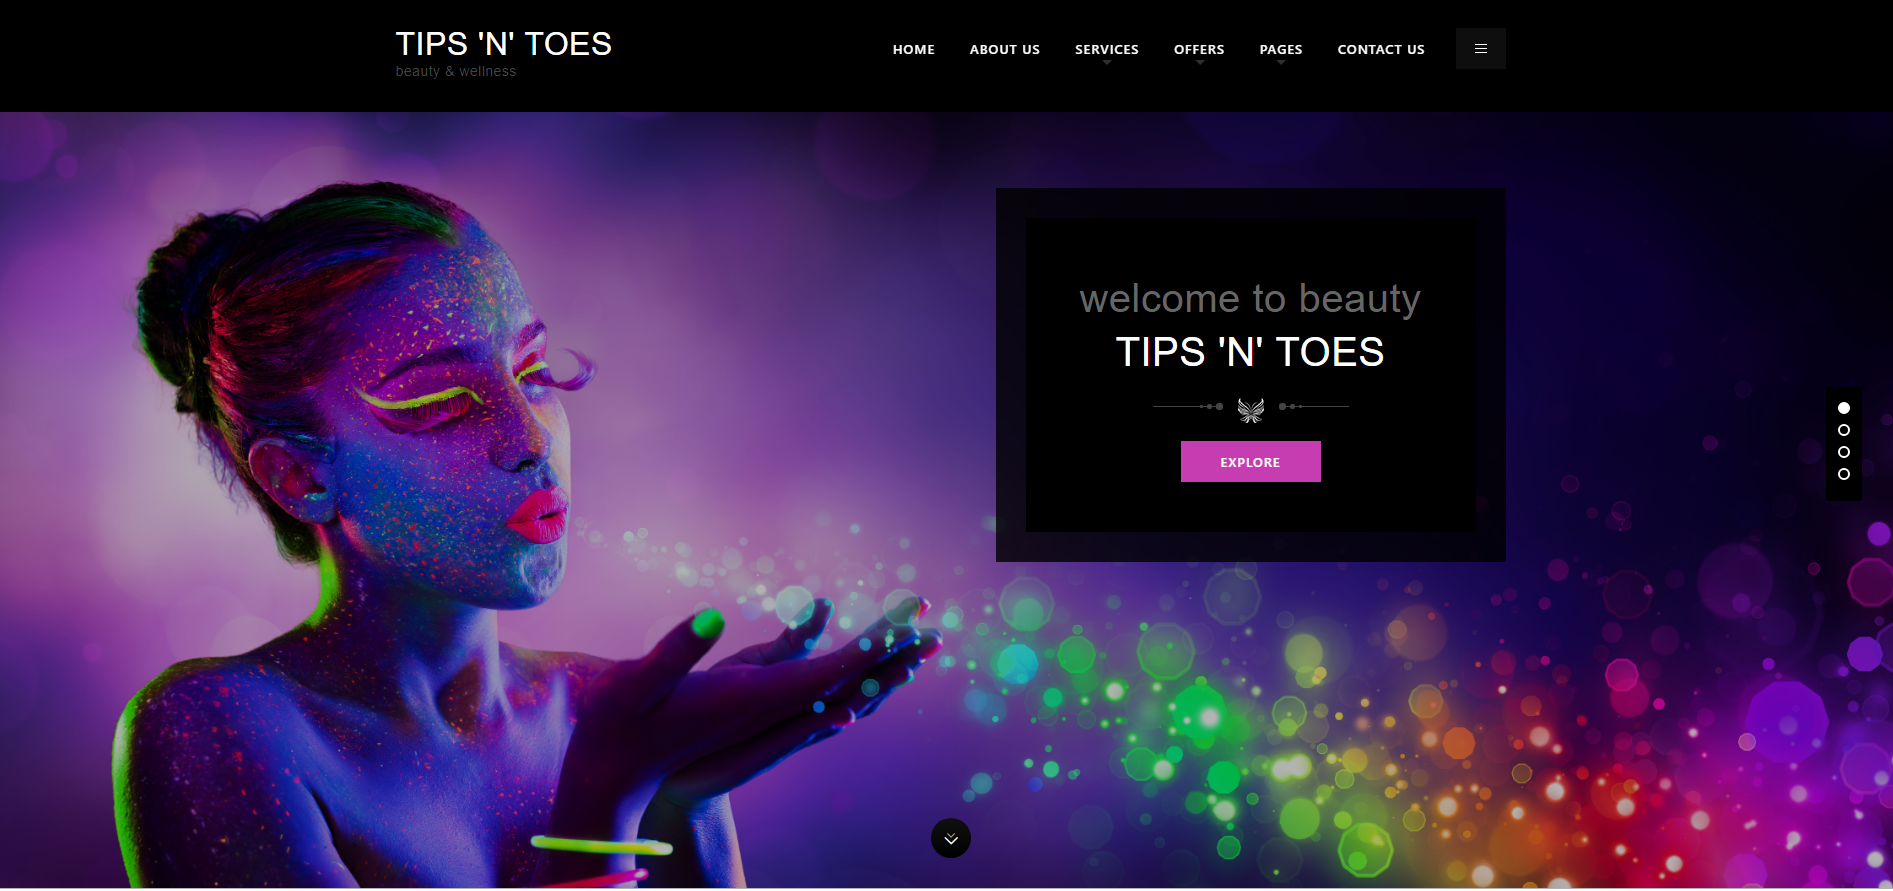 TIPS 'N' TOES
beauty & wellness
HOME ABOUT US SERVICES OFFERS PAGES CONTACT US
welcome to beauty
TIPS 'N' TOES
EXPLORE